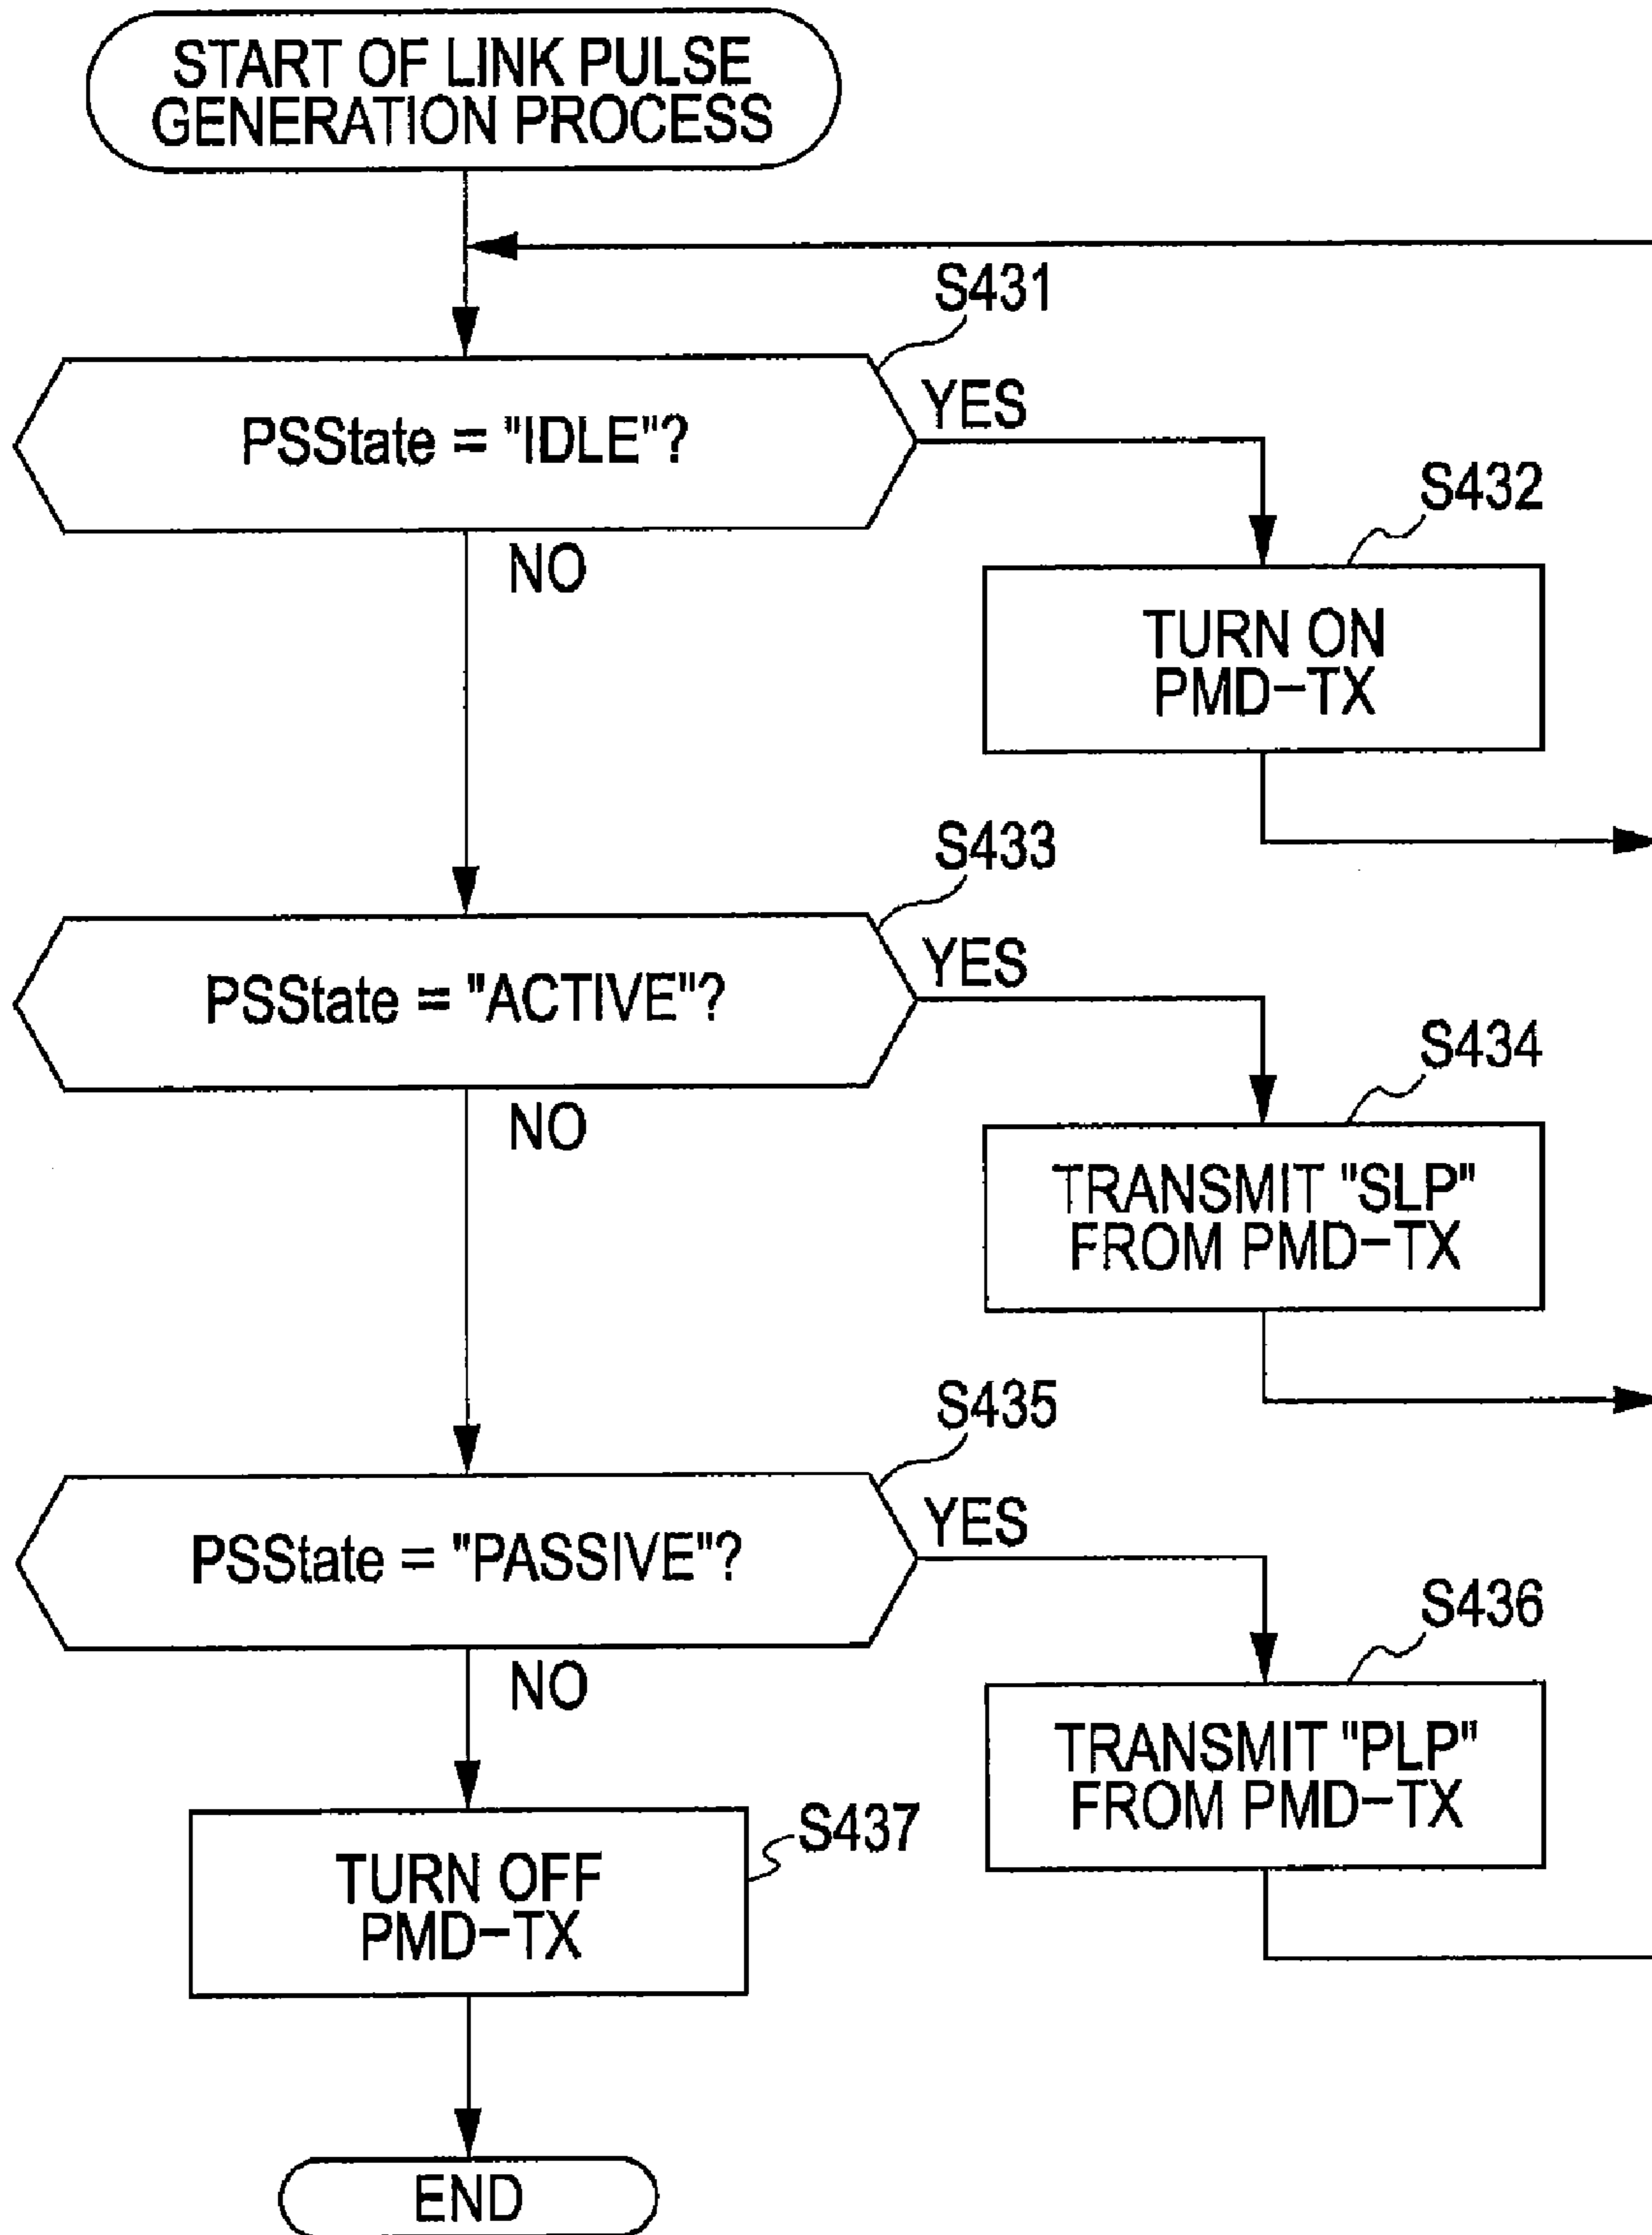 START OF LINK PULSE
GENERATION PROCESS
S431
PSState = "IDLE"?
YES
NO
S432
TURN ON
PMD-TX
S433
PSState = "ACTIVE"?
YES
NO
S434
TRANSMIT "SLP"
FROM PMD-TX
S435
PSState = "PASSIVE"?
YES
NO
S436
TRANSMIT "PLP"
FROM PMD-TX
S437
TURN OFF
PMD-TX
END